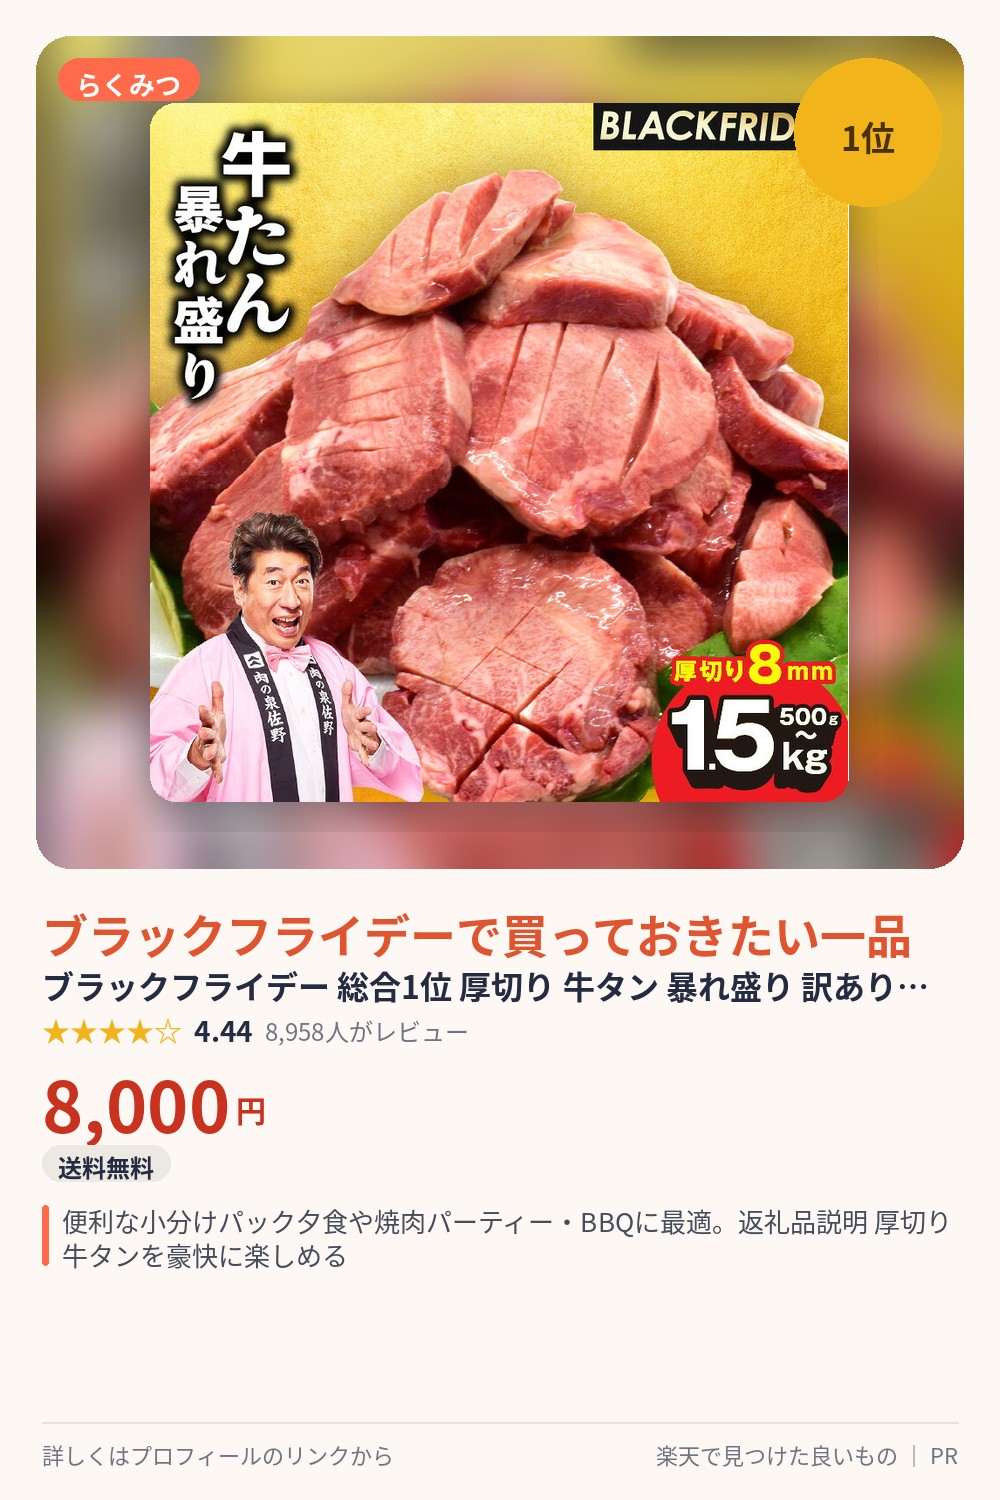 らくみつ
BLACKFRID
1位
牛たん
暴れ盛り
肉の泉佐野
肉の泉佐野
厚切り8mm
500g
〜
1.5kg
ブラックフライデーで買っておきたい一品
ブラックフライデー 総合1位 厚切り 牛タン 暴れ盛り 訳あり…
★★★★☆ 4.44 8,958人がレビュー
8,000円
送料無料
便利な小分けパック夕食や焼肉パーティー・BBQに最適。返礼品説明 厚切り
牛タンを豪快に楽しめる
詳しくはプロフィールのリンクから
楽天で見つけた良いもの | PR